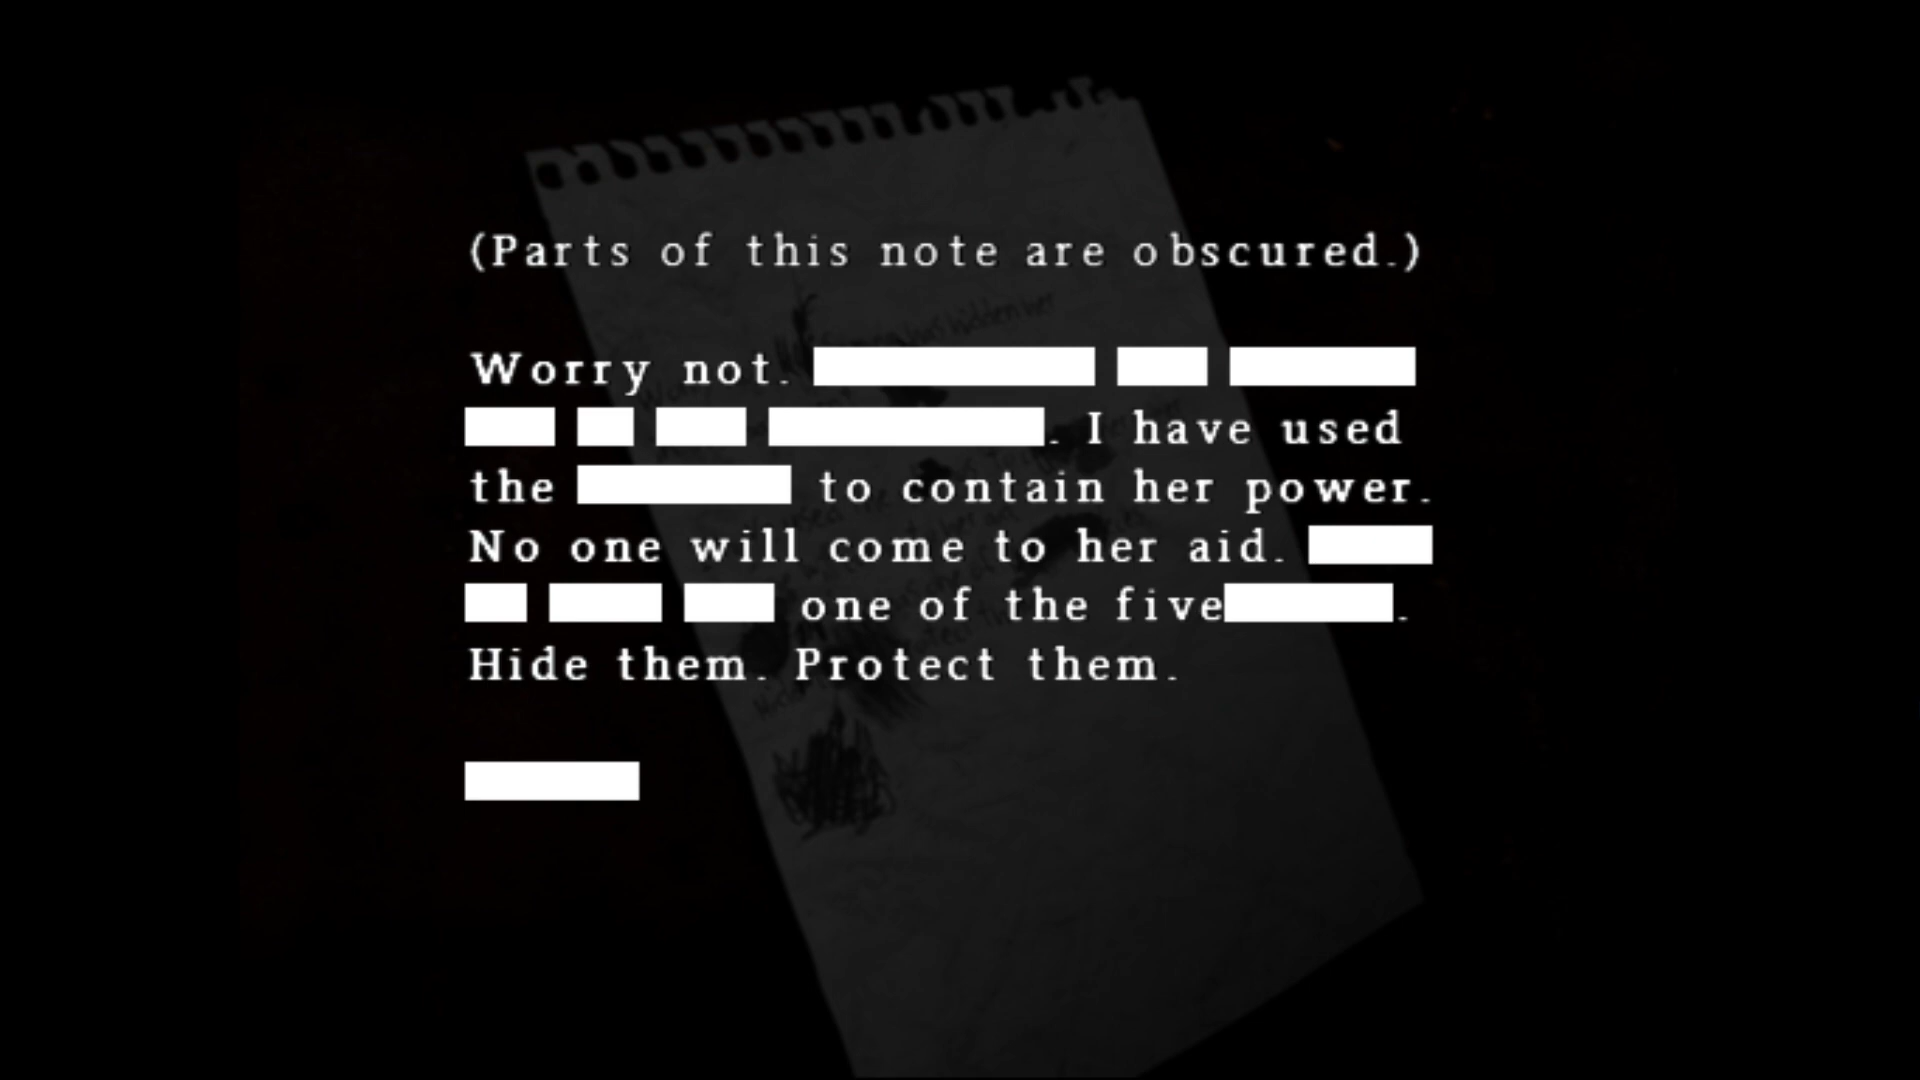 (Parts of this note are obscured.)
Worry not.
. I have used
the to contain her power.
No one will come to her aid.
one of the five .
Hide them. Protect them.